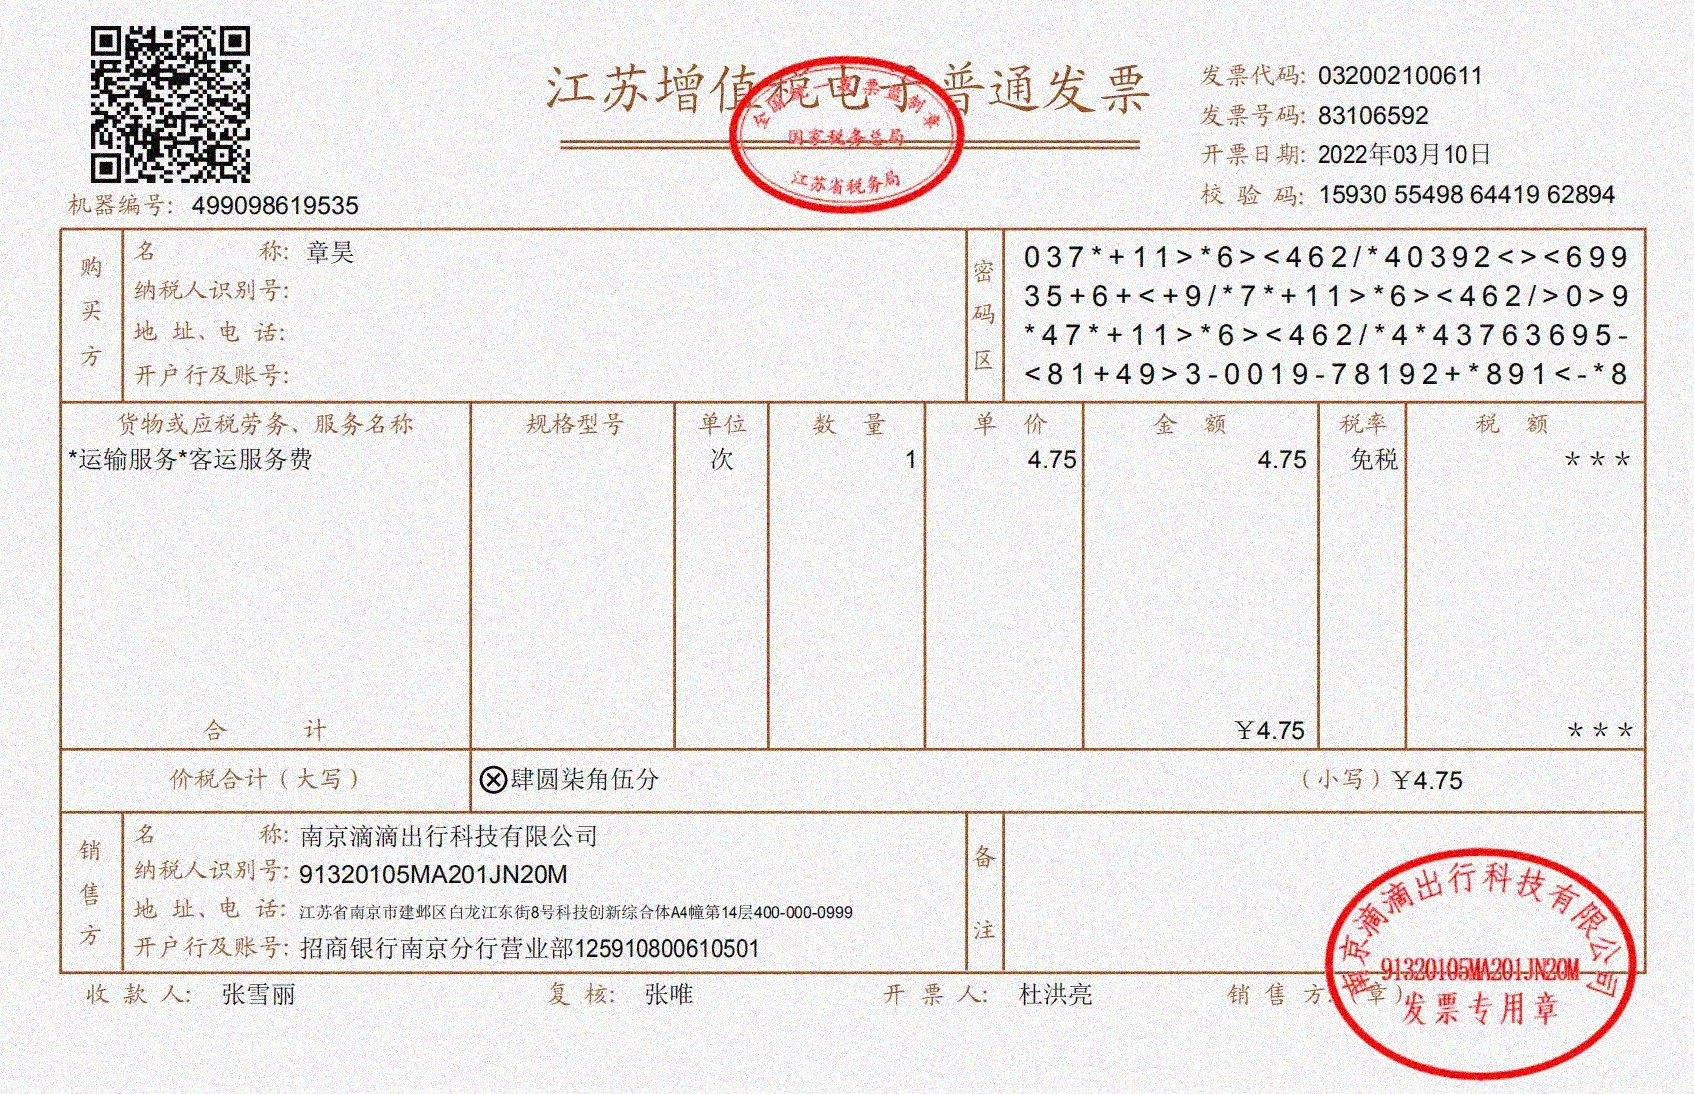 江苏增值税电子普通发票
全国统一发票监制章
国家税务总局
江苏省税务局
发票代码: 032002100611
发票号码: 83106592
开票日期: 2022年03月10日
校 验 码: 15930 55498 64419 62894
机器编号: 499098619535
购买方
名 称: 章昊
纳税人识别号:
地 址、电 话:
开户行及账号:
密码区
037*+11>*6><462/*40392<><699
35+6+<+9/*7*+11>*6><462/>0>9
*47*+11>*6><462/*4*43763695-
<81+49>3-0019-78192+*891<-*8
货物或应税劳务、服务名称 规格型号 单位 数 量 单 价 金 额 税率 税 额
*运输服务*客运服务费 次 1 4.75 4.75 免税 ***
合 计 ￥4.75 ***
价税合计（大写） ⊗肆圆柒角伍分 （小写）￥4.75
销售方
名 称: 南京滴滴出行科技有限公司
纳税人识别号: 91320105MA201JN20M
地 址、电 话: 江苏省南京市建邺区白龙江东街8号科技创新综合体A4幢第14层400-000-0999
开户行及账号: 招商银行南京分行营业部125910800610501
备注
收 款 人: 张雪丽 复 核: 张唯 开 票 人: 杜洪亮 销 售 方: 章）
南京滴滴出行科技有限公司
91320105MA201JN20M
发票专用章